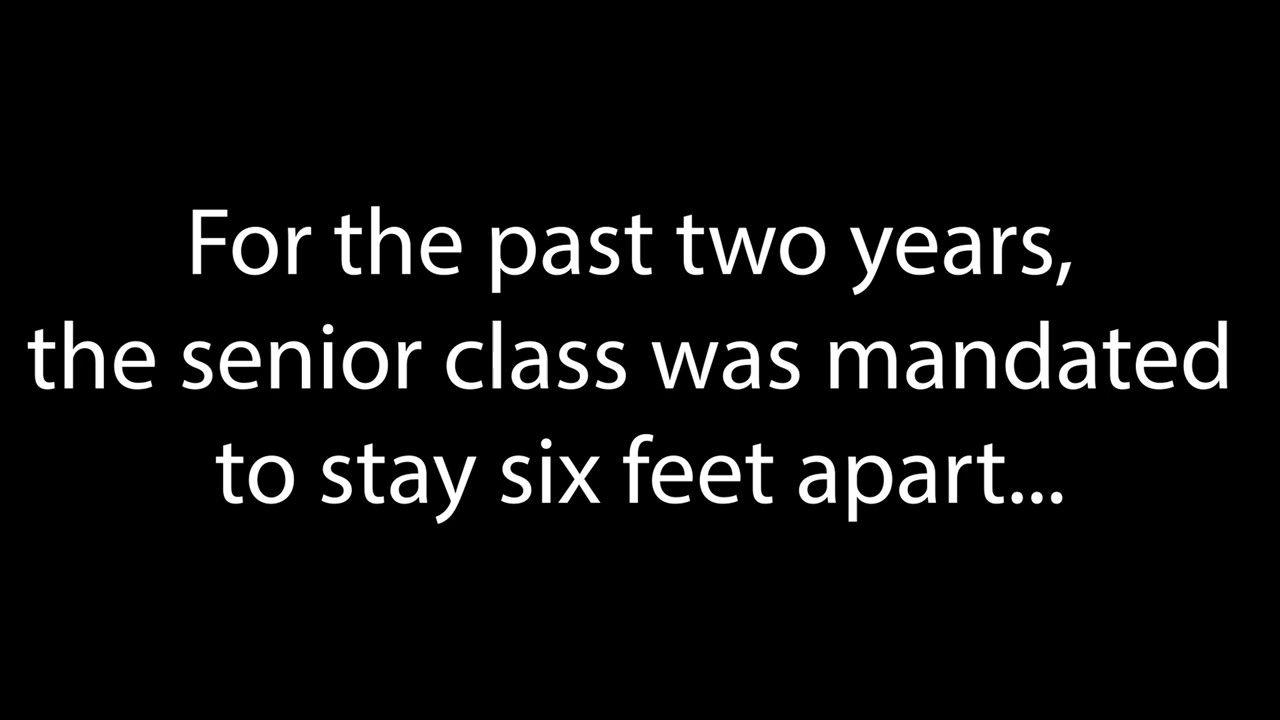 For the past two years,
the senior class was mandated
to stay six feet apart...